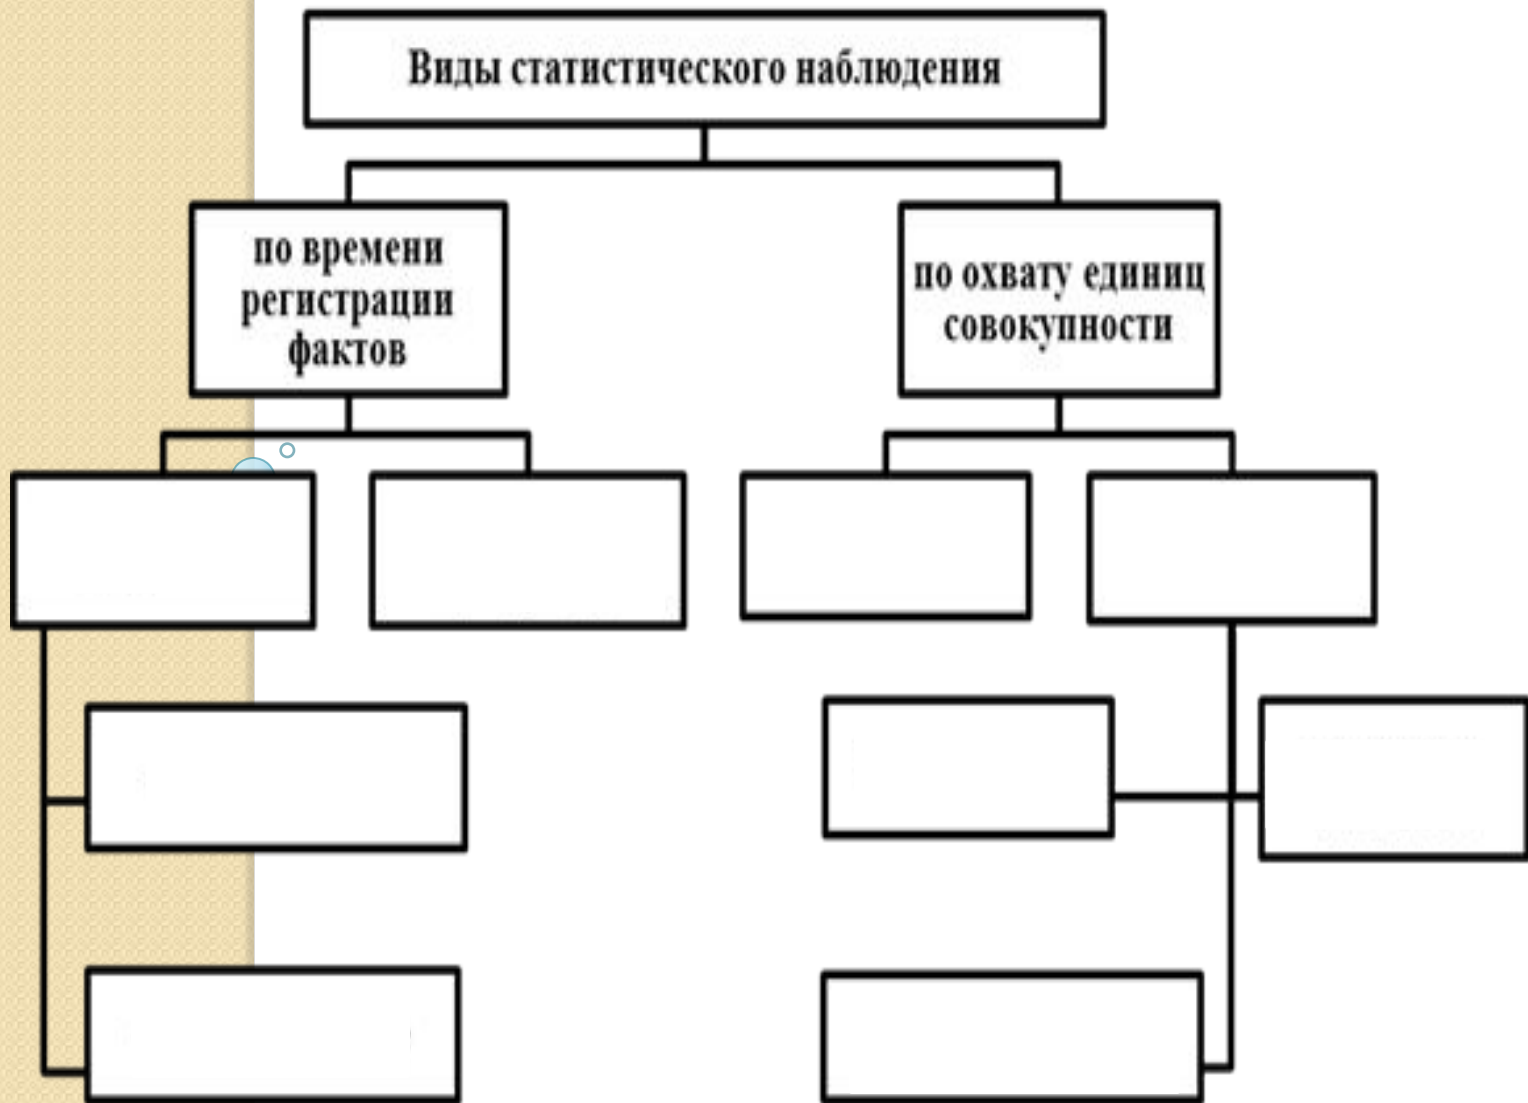 Виды статистического наблюдения
по времени
регистрации
фактов
по охвату единиц
совокупности